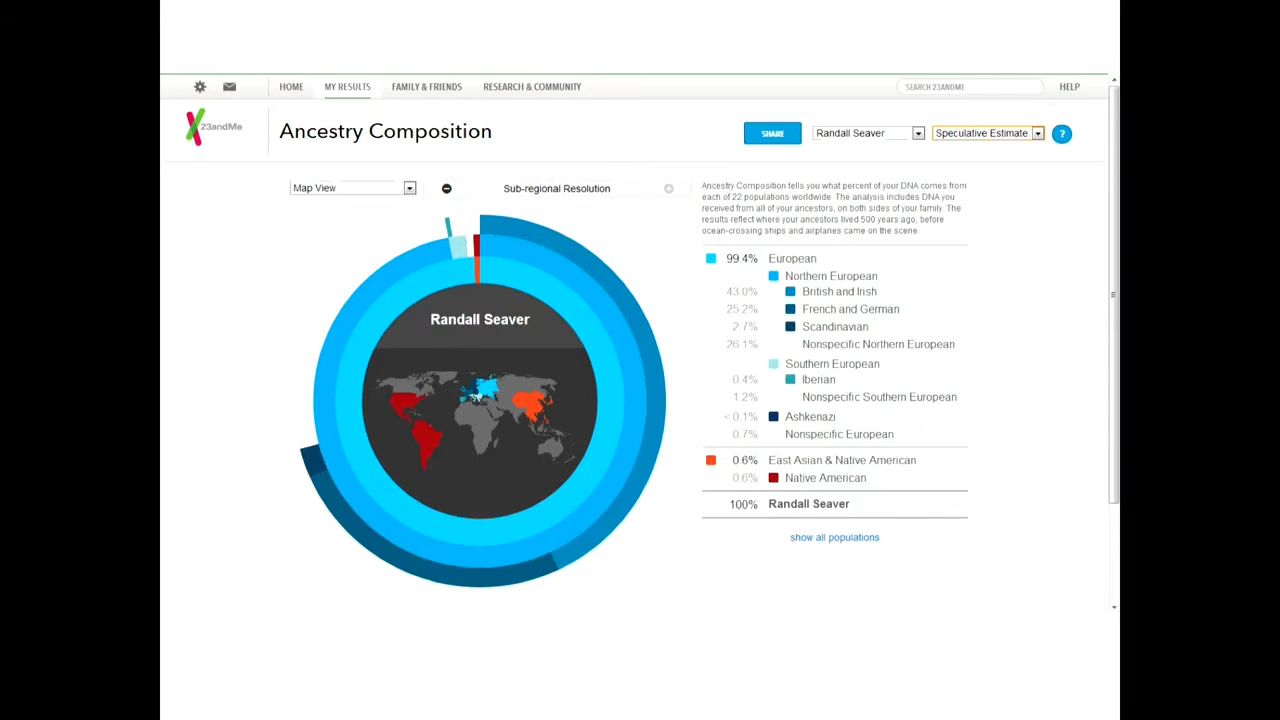 HOME MY RESULTS FAMILY & FRIENDS RESEARCH & COMMUNITY SEARCH 23ANDME HELP
23andMe
Ancestry Composition
SHARE Randall Seaver Speculative Estimate ?
Map View Sub-regional Resolution
Randall Seaver
Ancestry Composition tells you what percent of your DNA comes from
each of 22 populations worldwide. The analysis includes DNA you
received from all of your ancestors, on both sides of your family. The
results reflect where your ancestors lived 500 years ago, before
ocean-crossing ships and airplanes came on the scene.
99.4% European
Northern European
43.0% British and Irish
25.2% French and German
2.7% Scandinavian
26.1% Nonspecific Northern European
Southern European
0.4% Iberian
1.2% Nonspecific Southern European
< 0.1% Ashkenazi
0.7% Nonspecific European
0.6% East Asian & Native American
0.6% Native American
100% Randall Seaver
show all populations